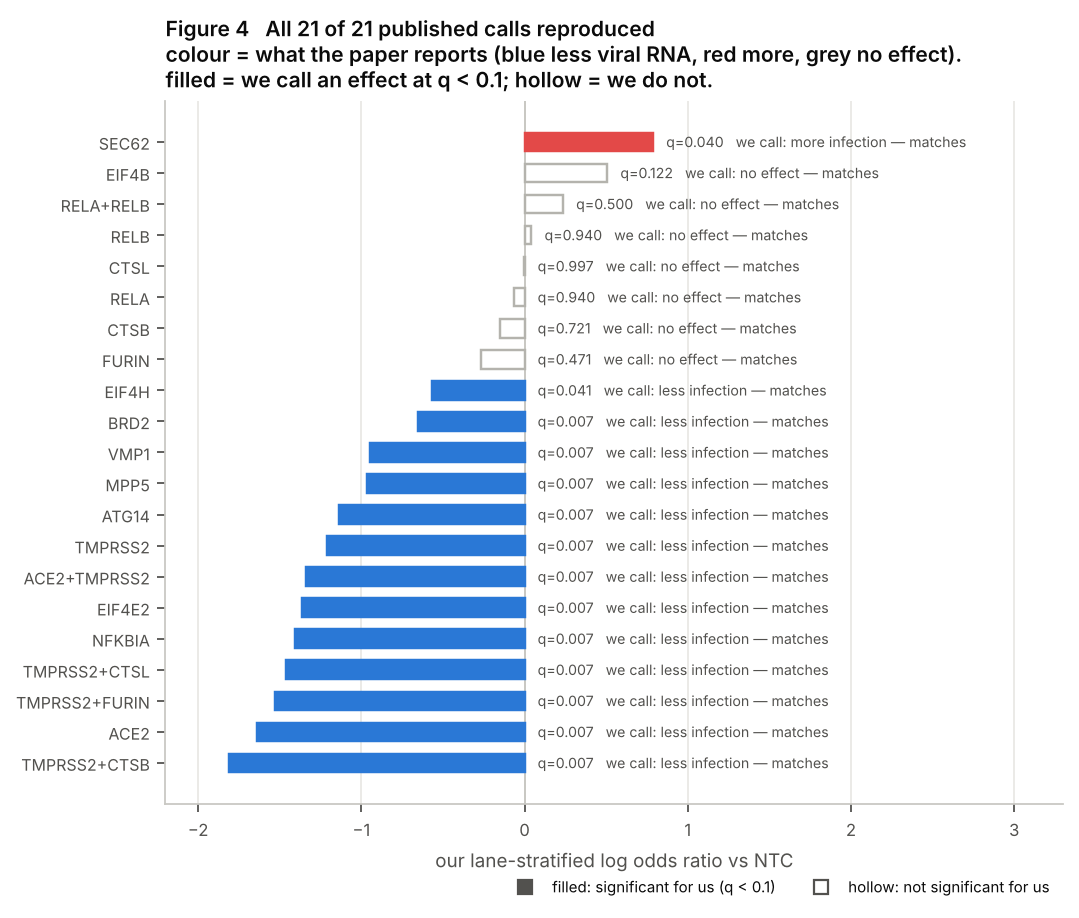 Figure 4   All 21 of 21 published calls reproduced
colour = what the paper reports (blue less viral RNA, red more, grey no effect).
filled = we call an effect at q < 0.1; hollow = we do not.
SEC62 q=0.040 we call: more infection — matches
EIF4B q=0.122 we call: no effect — matches
RELA+RELB q=0.500 we call: no effect — matches
RELB q=0.940 we call: no effect — matches
CTSL q=0.997 we call: no effect — matches
RELA q=0.940 we call: no effect — matches
CTSB q=0.721 we call: no effect — matches
FURIN q=0.471 we call: no effect — matches
EIF4H q=0.041 we call: less infection — matches
BRD2 q=0.007 we call: less infection — matches
VMP1 q=0.007 we call: less infection — matches
MPP5 q=0.007 we call: less infection — matches
ATG14 q=0.007 we call: less infection — matches
TMPRSS2 q=0.007 we call: less infection — matches
ACE2+TMPRSS2 q=0.007 we call: less infection — matches
EIF4E2 q=0.007 we call: less infection — matches
NFKBIA q=0.007 we call: less infection — matches
TMPRSS2+CTSL q=0.007 we call: less infection — matches
TMPRSS2+FURIN q=0.007 we call: less infection — matches
ACE2 q=0.007 we call: less infection — matches
TMPRSS2+CTSB q=0.007 we call: less infection — matches
−2 −1 0 1 2 3
our lane-stratified log odds ratio vs NTC
filled: significant for us (q < 0.1) hollow: not significant for us